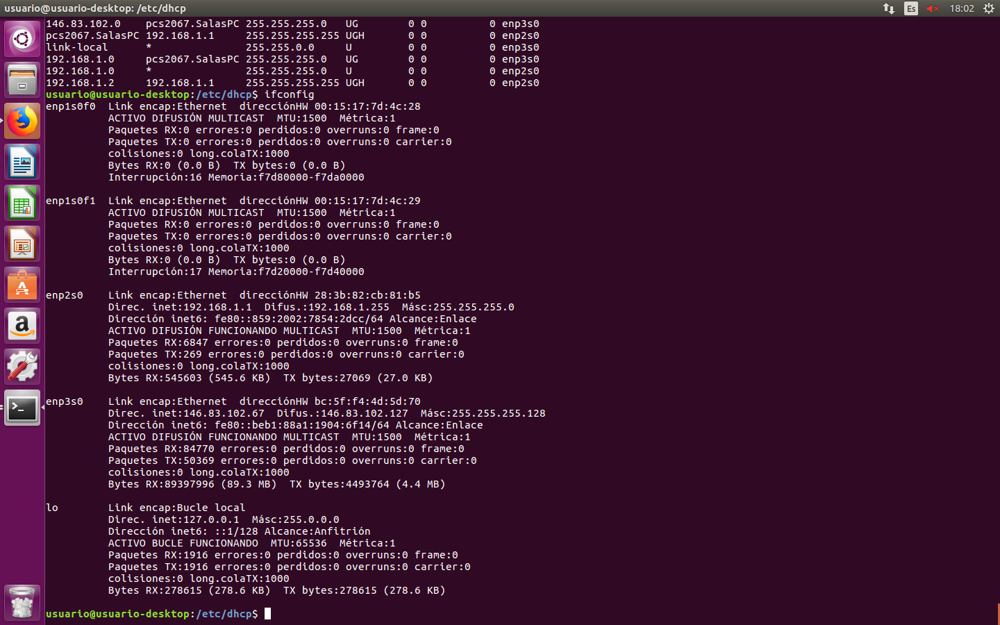 usuario@usuario-desktop: /etc/dhcp
Es
18:02
146.83.102.0    pcs2067.SalasPC 255.255.255.0   UG        0 0          0 enp3s0
pcs2067.SalasPC 192.168.1.1     255.255.255.255 UGH       0 0          0 enp2s0
link-local      *               255.255.0.0     U         0 0          0 enp3s0
192.168.1.0     pcs2067.SalasPC 255.255.255.0   UG        0 0          0 enp3s0
192.168.1.0     *               255.255.255.0   U         0 0          0 enp2s0
192.168.1.2     192.168.1.1     255.255.255.255 UGH       0 0          0 enp2s0
usuario@usuario-desktop:/etc/dhcp$ ifconfig
enp1s0f0  Link encap:Ethernet  direcciónHW 00:15:17:7d:4c:28
          ACTIVO DIFUSIÓN MULTICAST  MTU:1500  Métrica:1
          Paquetes RX:0 errores:0 perdidos:0 overruns:0 frame:0
          Paquetes TX:0 errores:0 perdidos:0 overruns:0 carrier:0
          colisiones:0 long.colaTX:1000
          Bytes RX:0 (0.0 B)  TX bytes:0 (0.0 B)
          Interrupción:16 Memoria:f7d80000-f7da0000
enp1s0f1  Link encap:Ethernet  direcciónHW 00:15:17:7d:4c:29
          ACTIVO DIFUSIÓN MULTICAST  MTU:1500  Métrica:1
          Paquetes RX:0 errores:0 perdidos:0 overruns:0 frame:0
          Paquetes TX:0 errores:0 perdidos:0 overruns:0 carrier:0
          colisiones:0 long.colaTX:1000
          Bytes RX:0 (0.0 B)  TX bytes:0 (0.0 B)
          Interrupción:17 Memoria:f7d20000-f7d40000
enp2s0    Link encap:Ethernet  direcciónHW 28:3b:82:cb:81:b5
          Direc. inet:192.168.1.1  Difus.:192.168.1.255  Másc:255.255.255.0
          Dirección inet6: fe80::859:2002:7854:2dcc/64 Alcance:Enlace
          ACTIVO DIFUSIÓN FUNCIONANDO MULTICAST  MTU:1500  Métrica:1
          Paquetes RX:6847 errores:0 perdidos:0 overruns:0 frame:0
          Paquetes TX:269 errores:0 perdidos:0 overruns:0 carrier:0
          colisiones:0 long.colaTX:1000
          Bytes RX:545603 (545.6 KB)  TX bytes:27069 (27.0 KB)
enp3s0    Link encap:Ethernet  direcciónHW bc:5f:f4:4d:5d:70
          Direc. inet:146.83.102.67  Difus.:146.83.102.127  Másc:255.255.255.128
          Dirección inet6: fe80::beb1:88a1:1904:6f14/64 Alcance:Enlace
          ACTIVO DIFUSIÓN FUNCIONANDO MULTICAST  MTU:1500  Métrica:1
          Paquetes RX:84770 errores:0 perdidos:0 overruns:0 frame:0
          Paquetes TX:50369 errores:0 perdidos:0 overruns:0 carrier:0
          colisiones:0 long.colaTX:1000
          Bytes RX:89397996 (89.3 MB)  TX bytes:4493764 (4.4 MB)
lo        Link encap:Bucle local
          Direc. inet:127.0.0.1  Másc:255.0.0.0
          Dirección inet6: ::1/128 Alcance:Anfitrión
          ACTIVO BUCLE FUNCIONANDO  MTU:65536  Métrica:1
          Paquetes RX:1916 errores:0 perdidos:0 overruns:0 frame:0
          Paquetes TX:1916 errores:0 perdidos:0 overruns:0 carrier:0
          colisiones:0 long.colaTX:1000
          Bytes RX:278615 (278.6 KB)  TX bytes:278615 (278.6 KB)
usuario@usuario-desktop:/etc/dhcp$